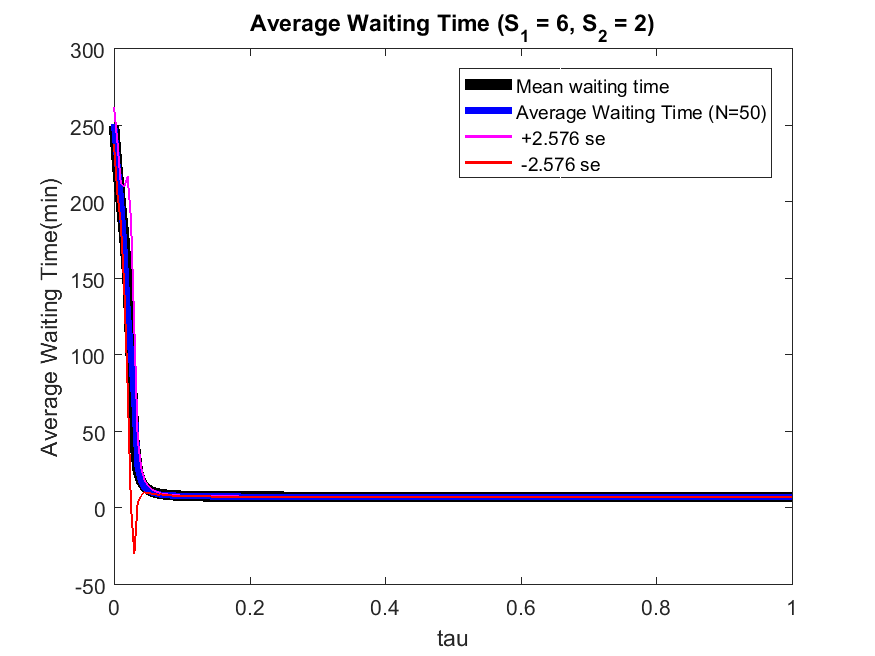 Average Waiting Time (S1 = 6, S2 = 2)
300
250
200
150
100
50
0
-50
Average Waiting Time(min)
Mean waiting time
Average Waiting Time (N=50)
+2.576 se
-2.576 se
0
0.2
0.4
0.6
0.8
1
tau